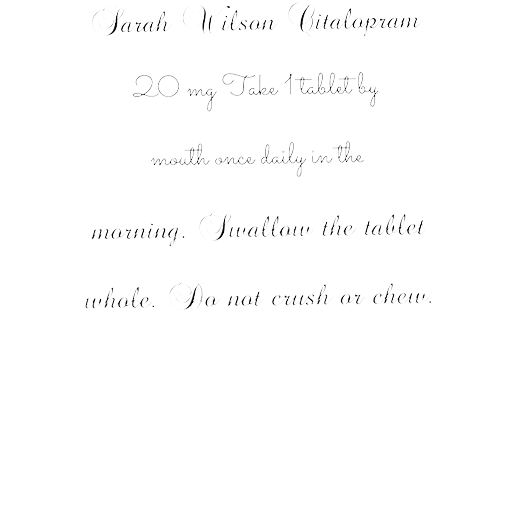 Sarah Wilson Citalopram
20 mg Take 1 tablet by
mouth once daily in the
morning. Swallow the tablet
whole. Do not crush or chew.